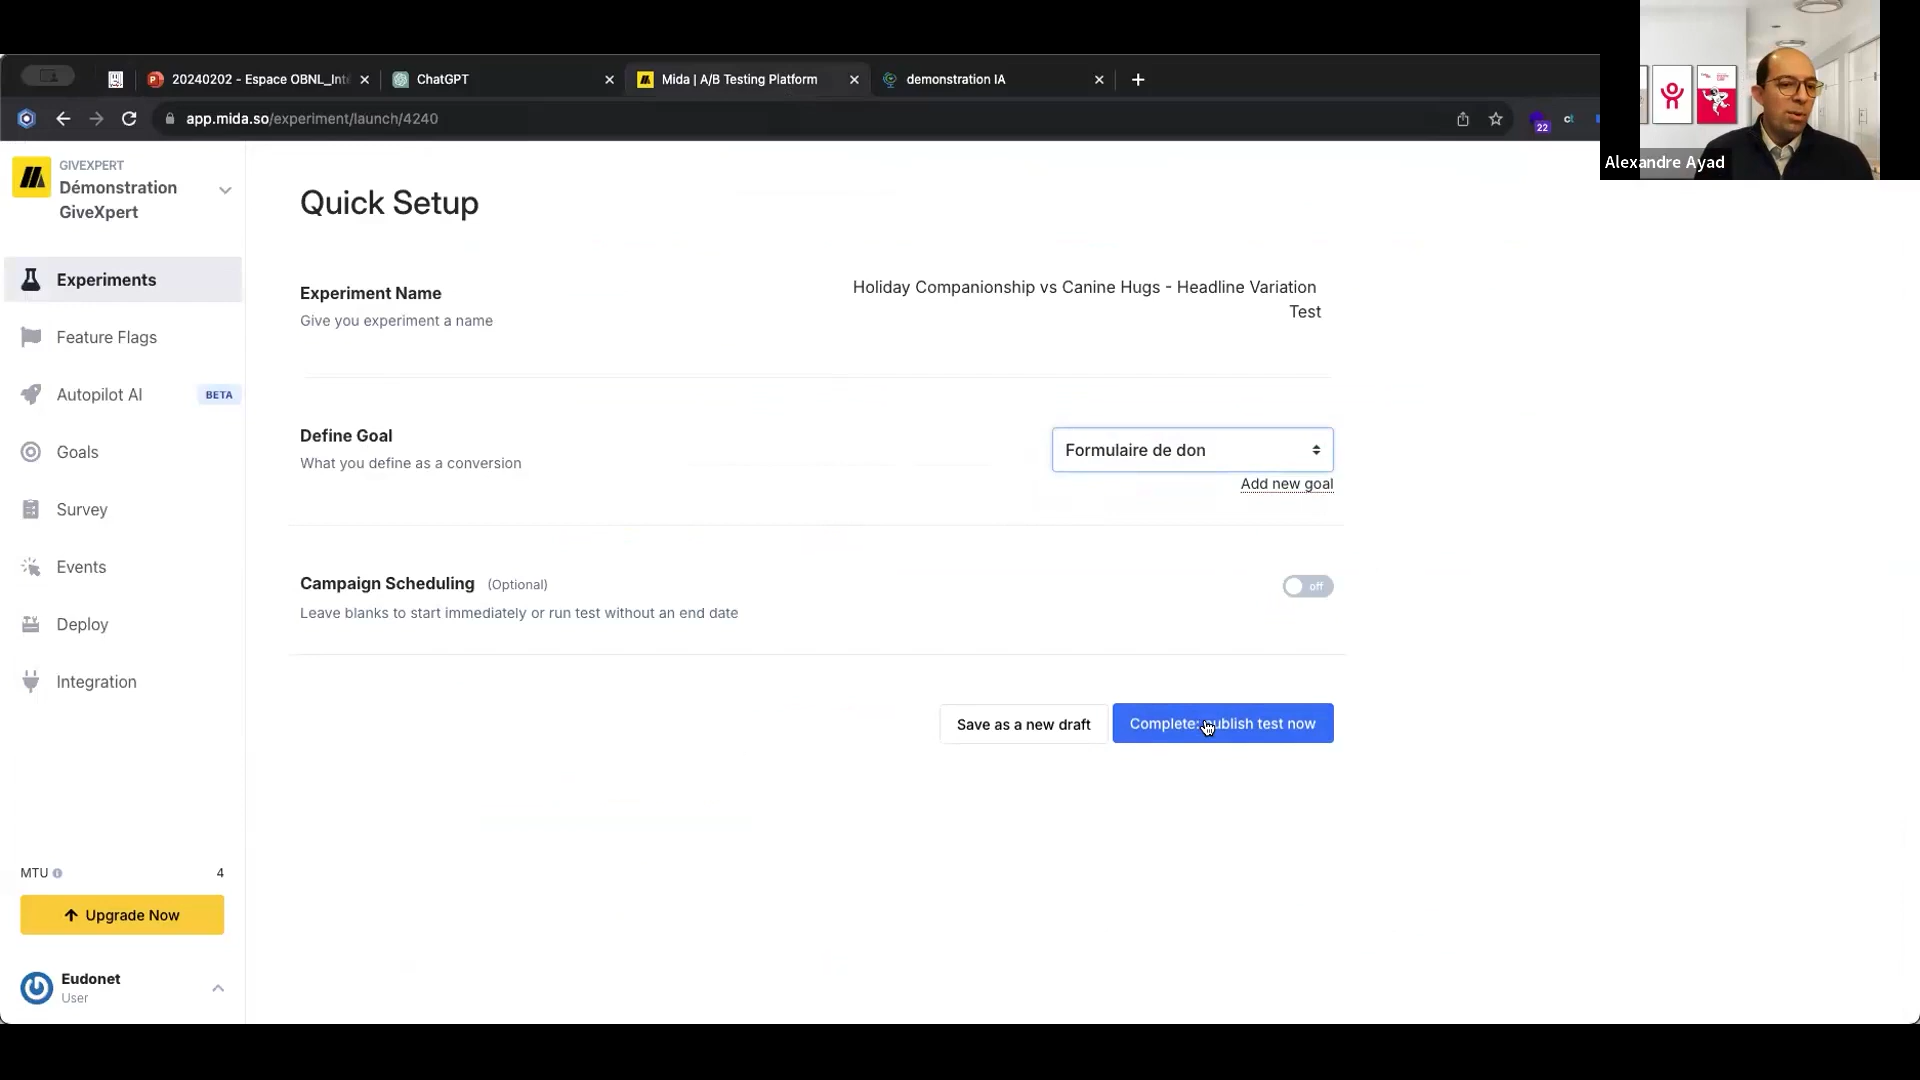 20240202 - Espace OBNL_Int
ChatGPT
Mida | A/B Testing Platform
demonstration IA
app.mida.so/experiment/launch/4240
22
Alexandre Ayad
GIVEXPERT
Démonstration
GiveXpert
Experiments
Feature Flags
Autopilot AI
BETA
Goals
Survey
Events
Deploy
Integration
MTU
4
Upgrade Now
Eudonet
User
Quick Setup
Experiment Name
Give you experiment a name
Holiday Companionship vs Canine Hugs - Headline Variation
Test
Define Goal
What you define as a conversion
Formulaire de don
Add new goal
Campaign Scheduling (Optional)
Leave blanks to start immediately or run test without an end date
off
Save as a new draft
Complete: publish test now